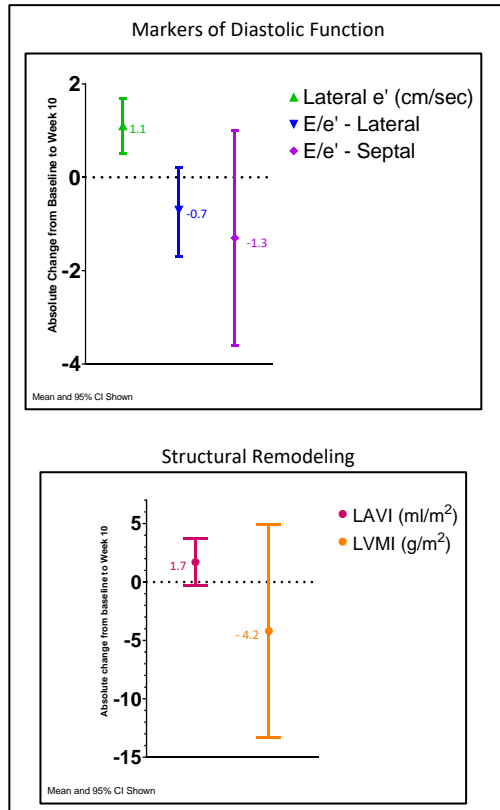 Markers of Diastolic Function
Absolute Change from Baseline to Week 10
2
0
-2
-4
1.1
-0.7
-1.3
Lateral e' (cm/sec)
E/e' - Lateral
E/e' - Septal
Mean and 95% CI Shown
Structural Remodeling
Absolute change from baseline to Week 10
5
0
-5
-10
-15
1.7
- 4.2
LAVI (ml/m²)
LVMI (g/m²)
Mean and 95% CI Shown